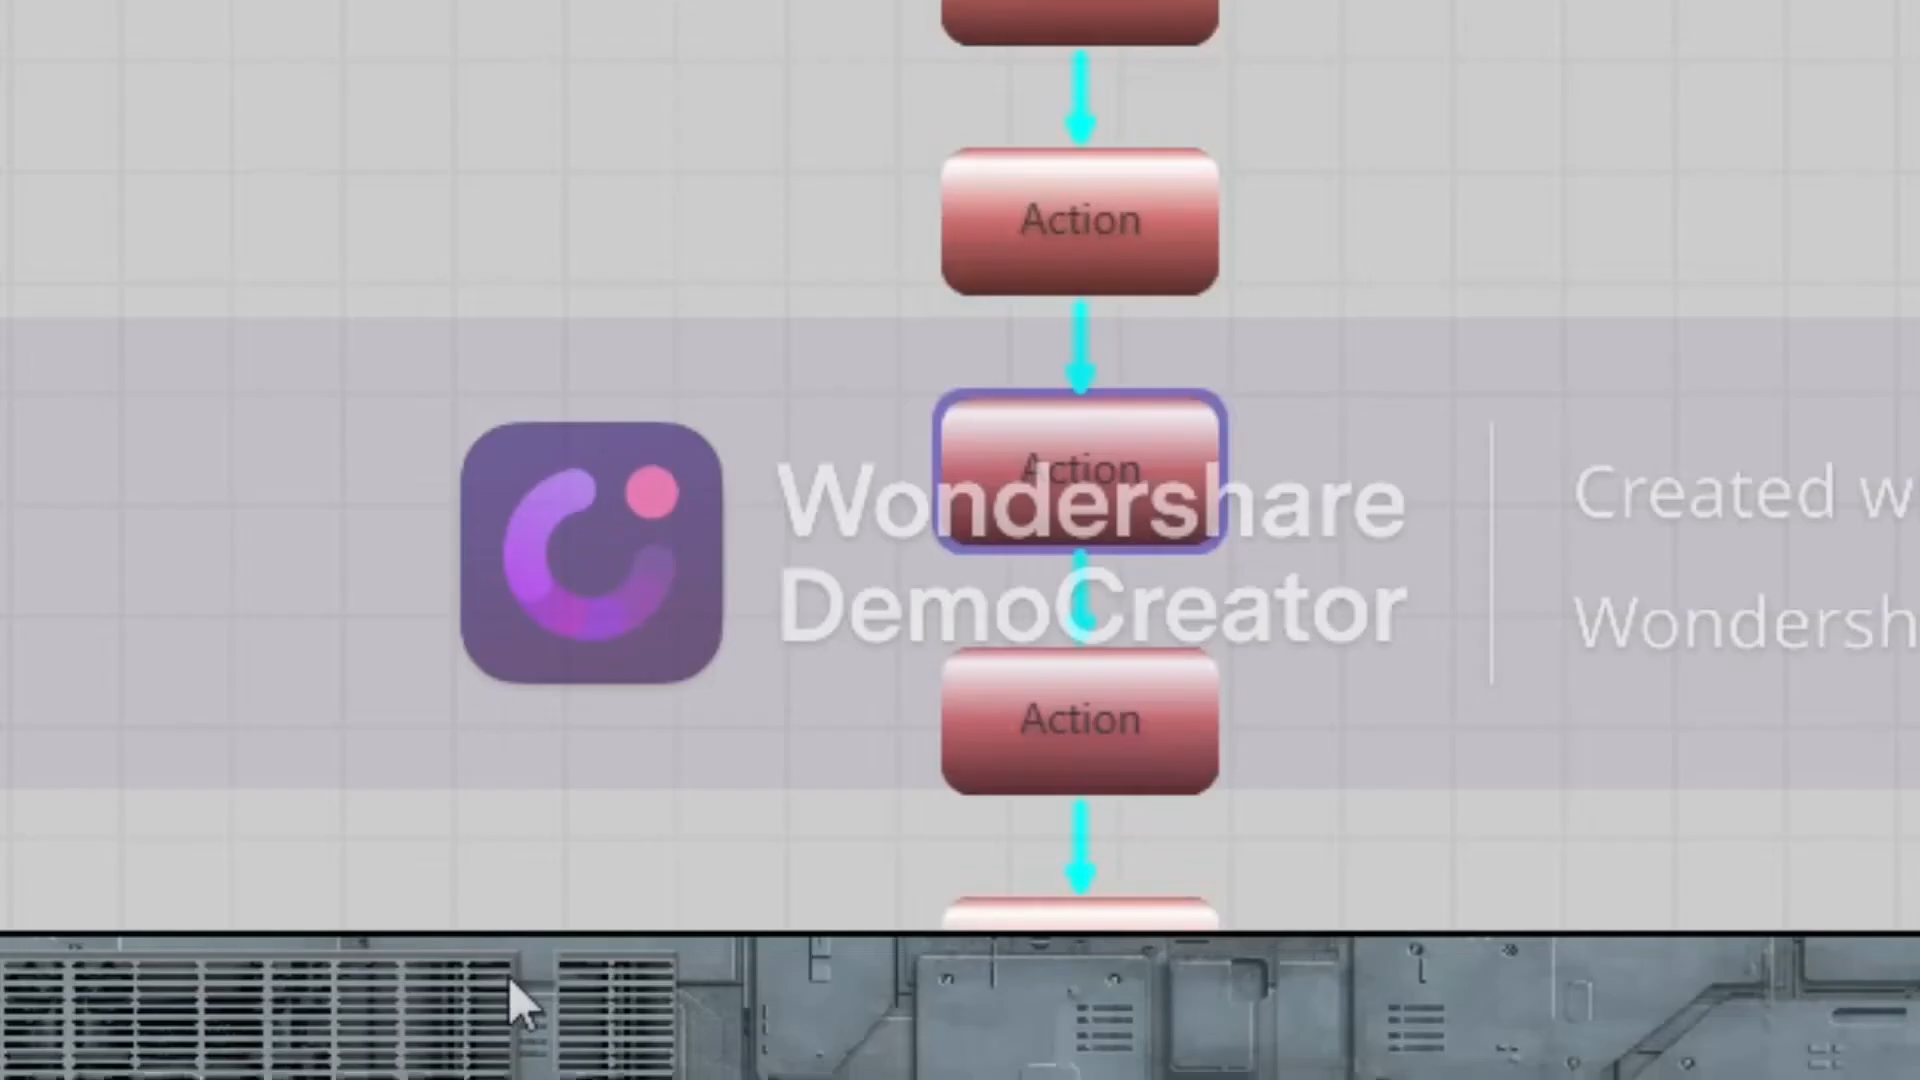 Action
Action
Wondershare
DemoCreator
Created w
Wondersh
Action